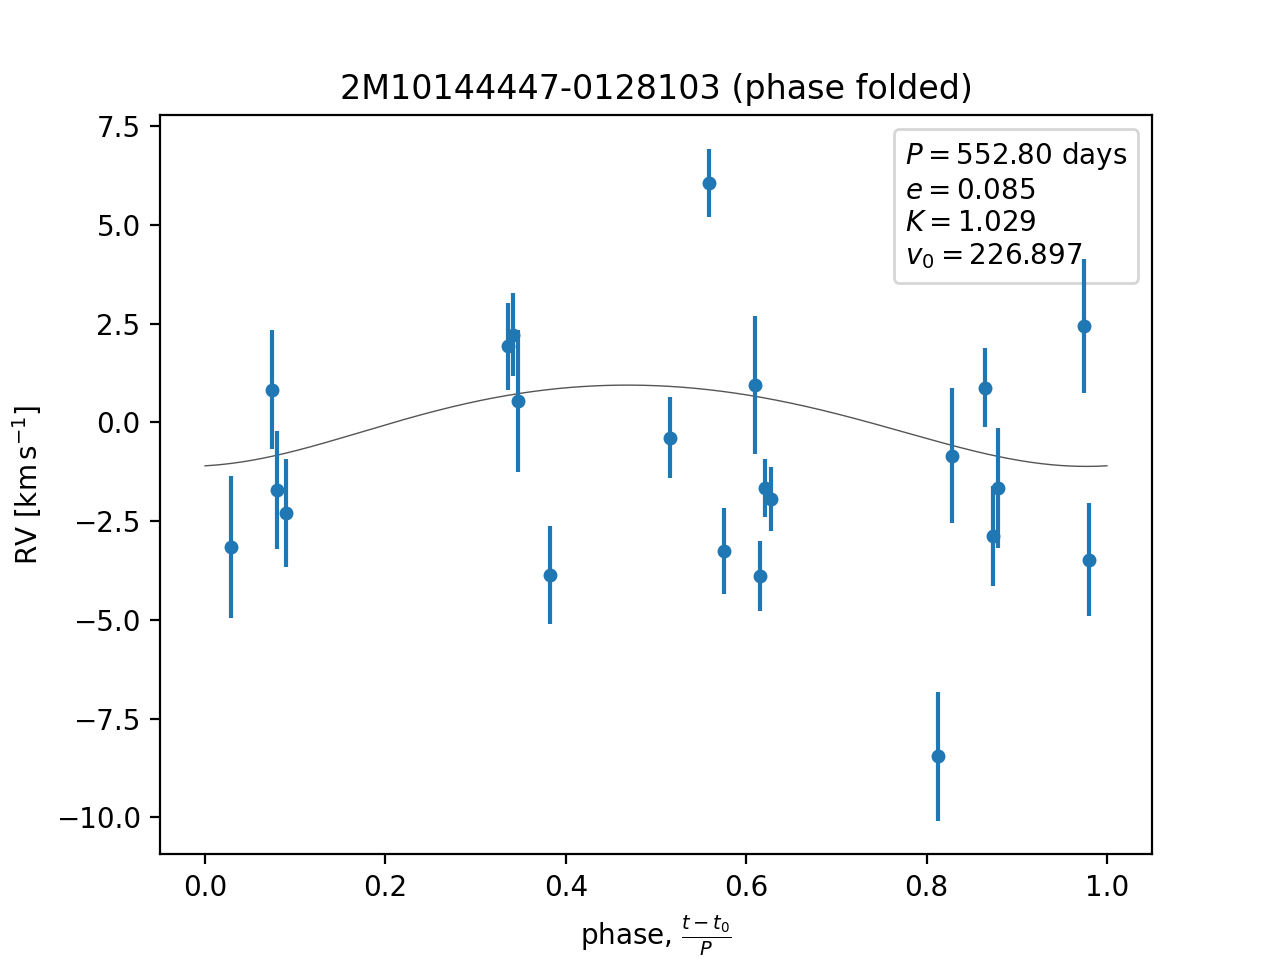 2M10144447-0128103 (phase folded)
P = 552.80 days
e = 0.085
K = 1.029
v₀ = 226.897
7.5
5.0
2.5
0.0
−2.5
−5.0
−7.5
−10.0
RV [km s⁻¹]
0.0 0.2 0.4 0.6 0.8 1.0
phase, (t − t₀)/P